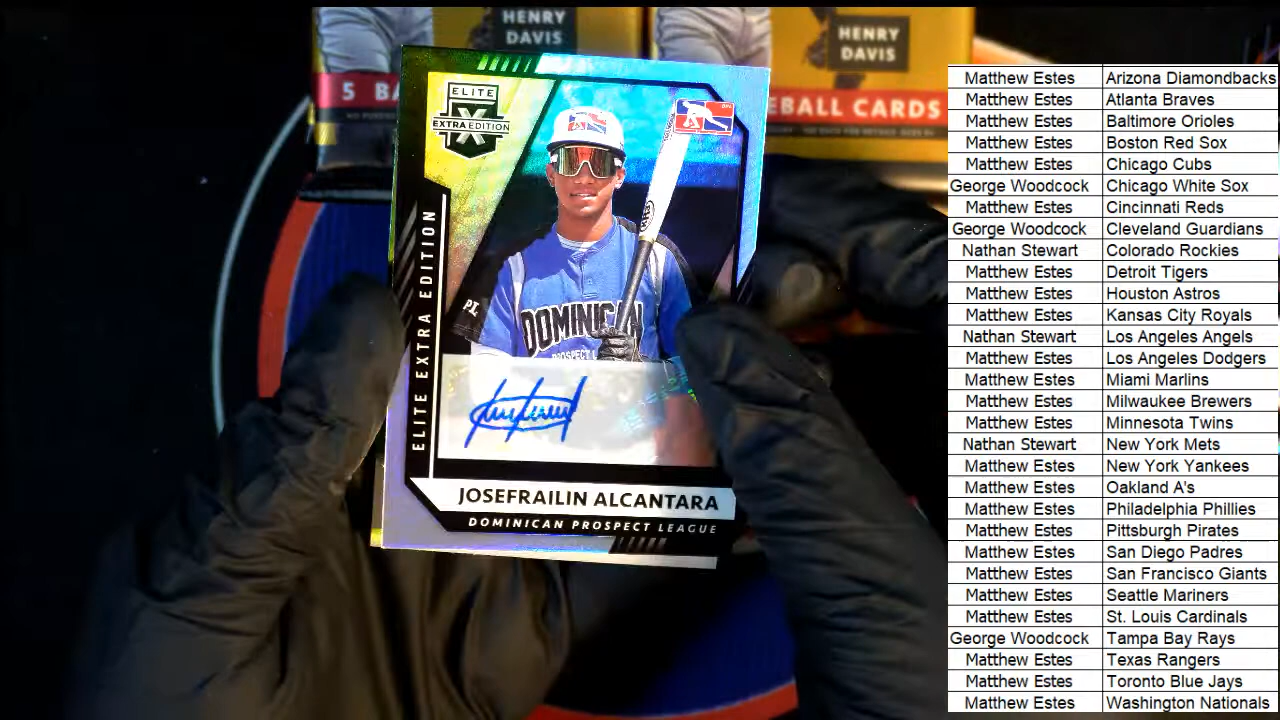 HENRY
DAVIS
HENRY
DAVIS
5 BA
EBALL CARDS
ELITE
X
EXTRA EDITION
ELITE EXTRA EDITION
PL
DOMINICAN
PROSPECT L
JOSEFRAILIN ALCANTARA
DOMINICAN PROSPECT LEAGUE
Matthew Estes Arizona Diamondbacks
Matthew Estes Atlanta Braves
Matthew Estes Baltimore Orioles
Matthew Estes Boston Red Sox
Matthew Estes Chicago Cubs
George Woodcock Chicago White Sox
Matthew Estes Cincinnati Reds
George Woodcock Cleveland Guardians
Nathan Stewart Colorado Rockies
Matthew Estes Detroit Tigers
Matthew Estes Houston Astros
Matthew Estes Kansas City Royals
Nathan Stewart Los Angeles Angels
Matthew Estes Los Angeles Dodgers
Matthew Estes Miami Marlins
Matthew Estes Milwaukee Brewers
Matthew Estes Minnesota Twins
Nathan Stewart New York Mets
Matthew Estes New York Yankees
Matthew Estes Oakland A's
Matthew Estes Philadelphia Phillies
Matthew Estes Pittsburgh Pirates
Matthew Estes San Diego Padres
Matthew Estes San Francisco Giants
Matthew Estes Seattle Mariners
Matthew Estes St. Louis Cardinals
George Woodcock Tampa Bay Rays
Matthew Estes Texas Rangers
Matthew Estes Toronto Blue Jays
Matthew Estes Washington Nationals